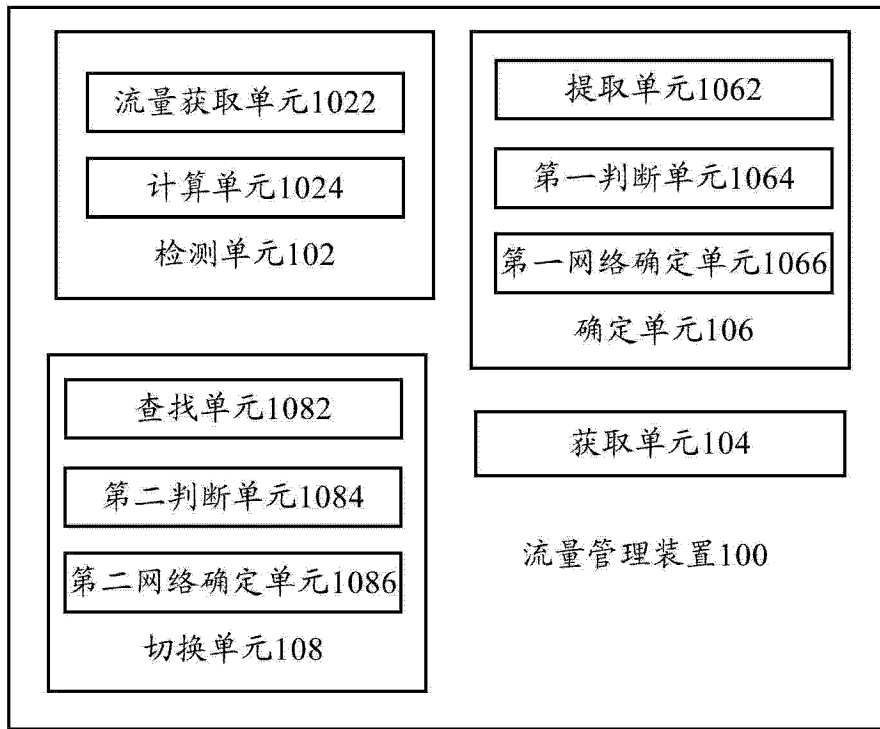 流量获取单元1022
计算单元1024
检测单元102
提取单元1062
第一判断单元1064
第一网络确定单元1066
确定单元106
查找单元1082
第二判断单元1084
第二网络确定单元1086
切换单元108
获取单元104
流量管理装置100